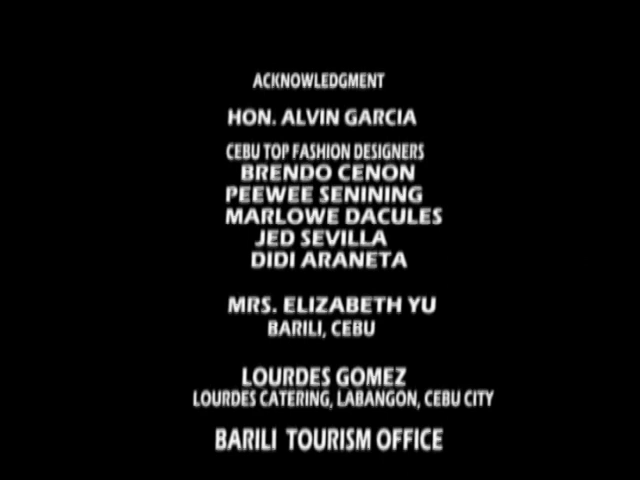 ACKNOWLEDGMENT
HON. ALVIN GARCIA
CEBU TOP FASHION DESIGNERS
BRENDO CENON
PEEWEE SENINING
MARLOWE DACULES
JED SEVILLA
DIDI ARANETA
MRS. ELIZABETH YU
BARILI, CEBU
LOURDES GOMEZ
LOURDES CATERING, LABANGON, CEBU CITY
BARILI TOURISM OFFICE